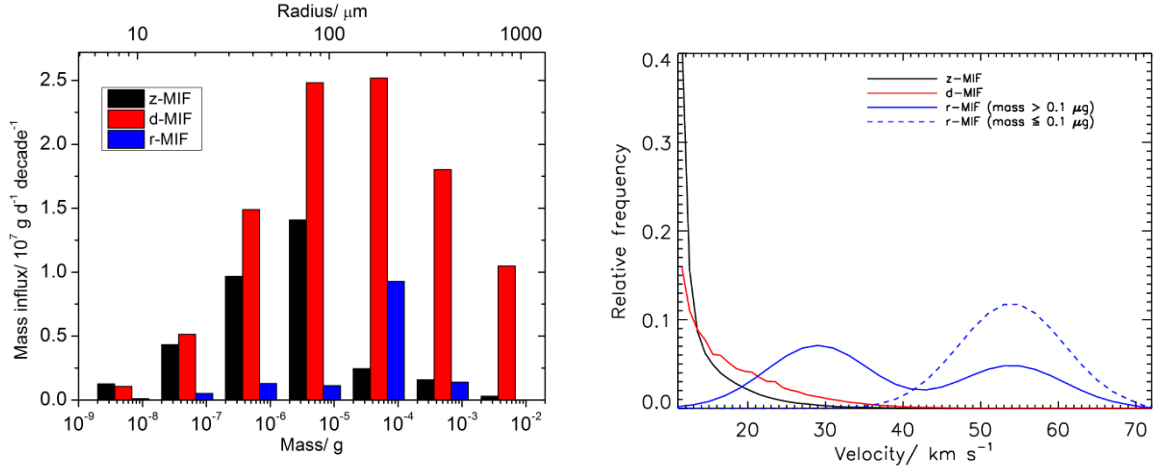 Radius/ μm
10
100
1000
Mass influx/ 10⁷ g d⁻¹ decade⁻¹
2.5
2.0
1.5
1.0
0.5
0.0
z-MIF
d-MIF
r-MIF
10⁻⁹ 10⁻⁸ 10⁻⁷ 10⁻⁶ 10⁻⁵ 10⁻⁴ 10⁻³ 10⁻²
Mass/ g
Relative frequency
0.4
0.3
0.2
0.1
0.0
z-MIF
d-MIF
r-MIF (mass > 0.1 μg)
r-MIF (mass ≦ 0.1 μg)
20 30 40 50 60 70
Velocity/ km s⁻¹